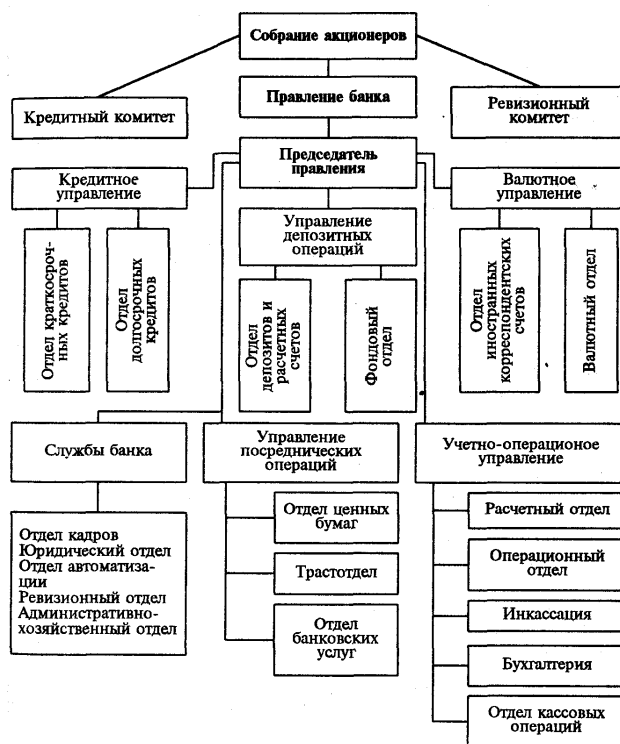 Собрание акционеров
Правление банка
Кредитный комитет
Ревизионный
комитет
Председатель
правления
Кредитное
управление
Валютное
управление
Управление
депозитных
операций
Отдел краткосроч-
ных кредитов
Отдел
долгосрочных
кредитов
Отдел
депозитов и
расчетных
счетов
Фондовый
отдел
Отдел
иностранных
корреспондентских
счетов
Валютный отдел
Службы банка
Управление
посреднических
операций
Учетно-операционое
управление
Отдел кадров
Юридический отдел
Отдел автоматиза-
ции
Ревизионный отдел
Административно-
хозяйственный отдел
Отдел ценных
бумаг
Трастотдел
Отдел
банковских
услуг
Расчетный отдел
Операционный
отдел
Инкассация
Бухгалтерия
Отдел кассовых
операций